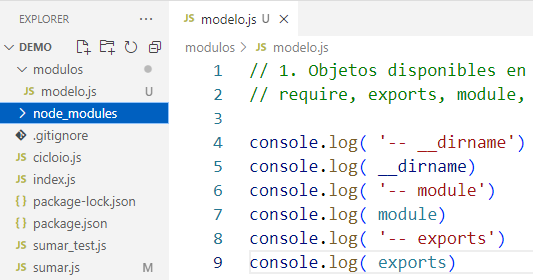 EXPLORER
DEMO
modulos
JS modelo.js U
node_modules
.gitignore
JS cicloio.js
JS index.js
{} package-lock.json
{} package.json
JS sumar_test.js
JS sumar.js M
JS modelo.js U
modulos > JS modelo.js
1 // 1. Objetos disponibles en
2 // require, exports, module,
3
4 console.log( '-- __dirname')
5 console.log( __dirname)
6 console.log( '-- module')
7 console.log( module)
8 console.log( '-- exports')
9 console.log( exports)